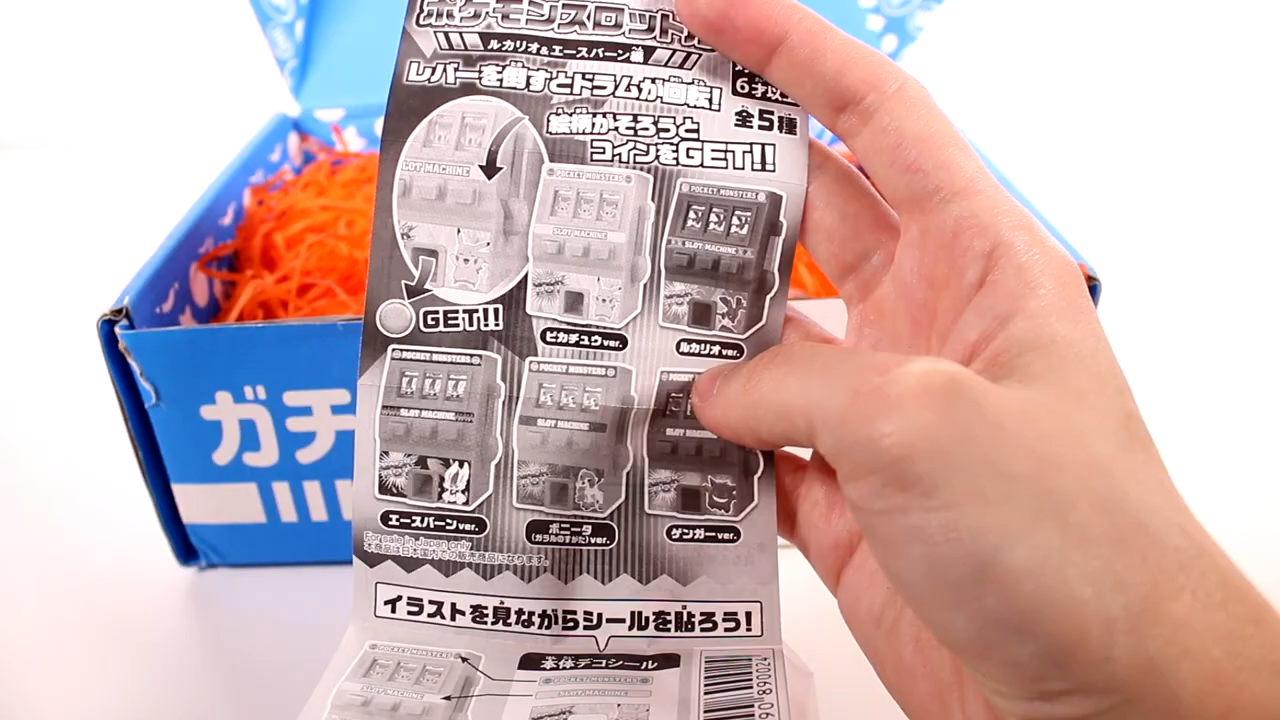 ポケモンスロット
ルカリオ&エースバーン編
レバーを倒すとドラムが回転!
6才以上
全5種
絵柄がそろうと
コインをGET!!
SLOT MACHINE
POCKET MONSTERS
SLOT MACHINE
POCKET MONSTERS
SLOT MACHINE
GET!!
ピカチュウver.
ルカリオver.
POCKET MONSTERS
SLOT MACHINE
POCKET MONSTERS
SLOT MACHINE
POCKET
SLOT MACH
エースバーンver.
ポニータ
(ガラルのすがた)ver.
ゲンガーver.
For sale in Japan only
本商品は日本国内での販売商品になります。
イラストを見ながらシールを貼ろう!
POCKET MONSTERS
SLOT MACHINE
本体デコシール
POCKET MONSTERS
SLOT MACHINE
90 890024
ガチ